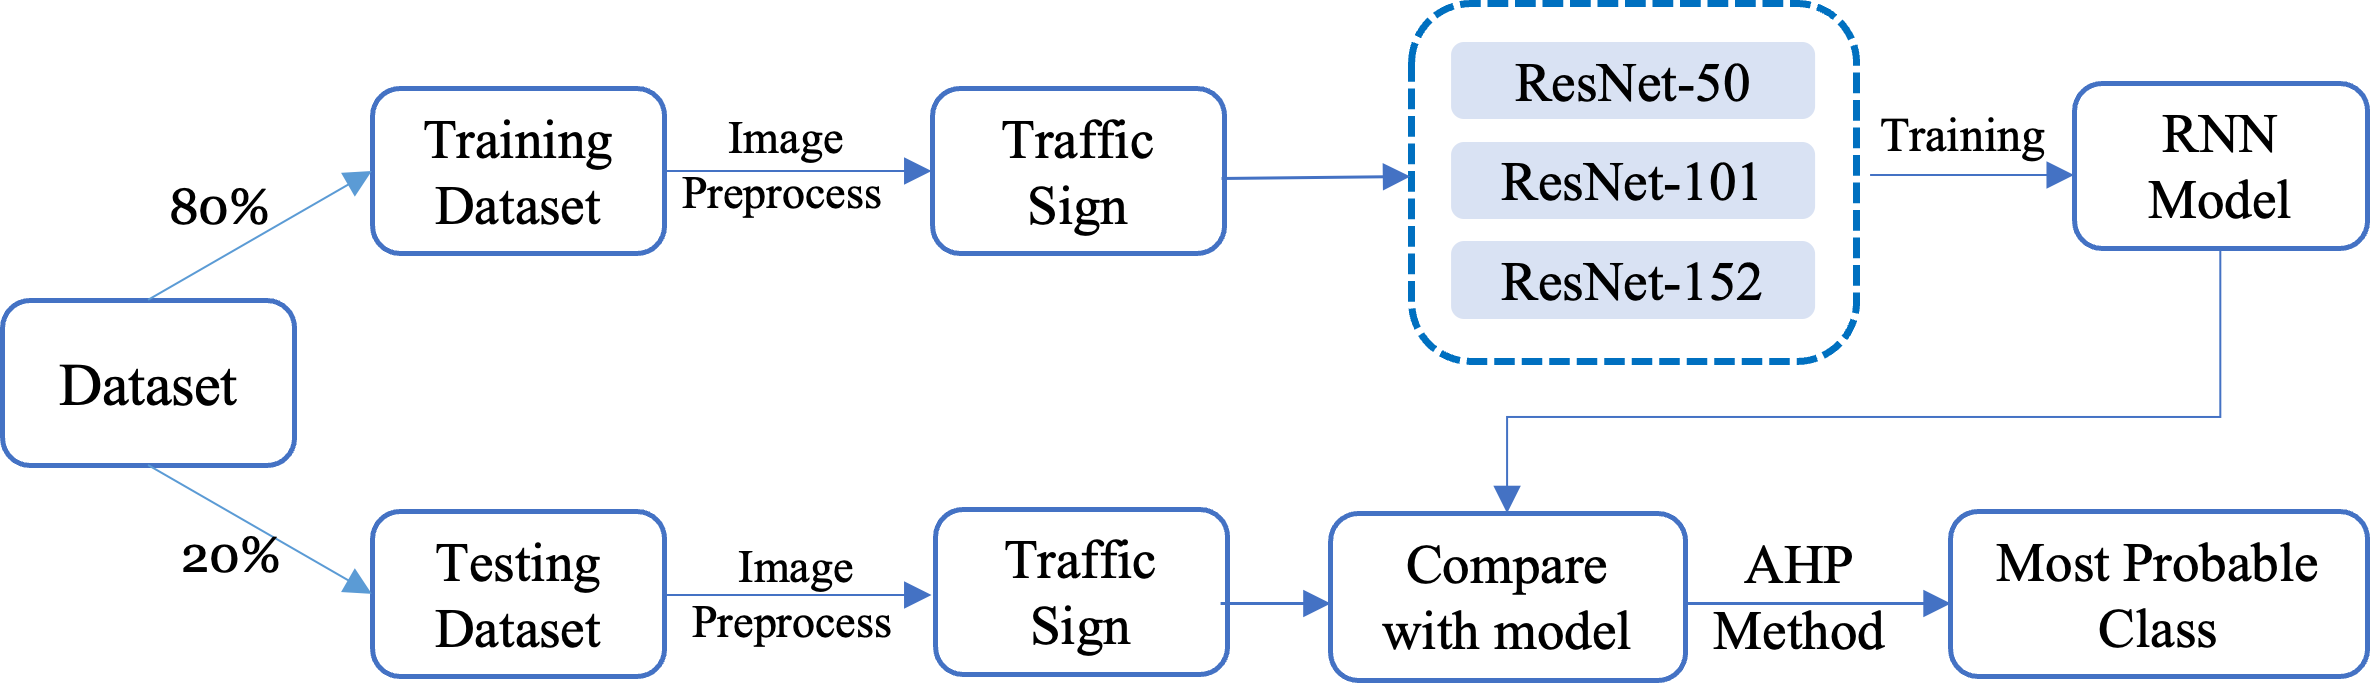 Dataset
80%
Training
Dataset
Image
Preprocess
Traffic
Sign
ResNet-50
ResNet-101
ResNet-152
Training
RNN
Model
20%
Testing
Dataset
Image
Preprocess
Traffic
Sign
Compare
with model
AHP
Method
Most Probable
Class